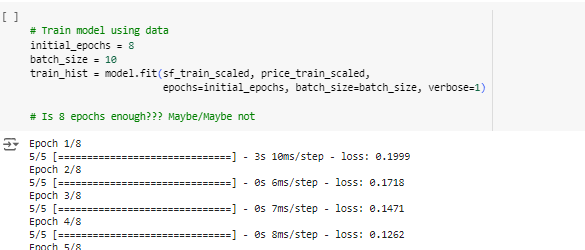 [ ]
# Train model using data
initial_epochs = 8
batch_size = 10
train_hist = model.fit(sf_train_scaled, price_train_scaled,
epochs=initial_epochs, batch_size=batch_size, verbose=1)
# Is 8 epochs enough??? Maybe/Maybe not
Epoch 1/8
5/5 [==============================] - 3s 10ms/step - loss: 0.1999
Epoch 2/8
5/5 [==============================] - 0s 6ms/step - loss: 0.1718
Epoch 3/8
5/5 [==============================] - 0s 7ms/step - loss: 0.1471
Epoch 4/8
5/5 [==============================] - 0s 8ms/step - loss: 0.1262
Epoch 5/8